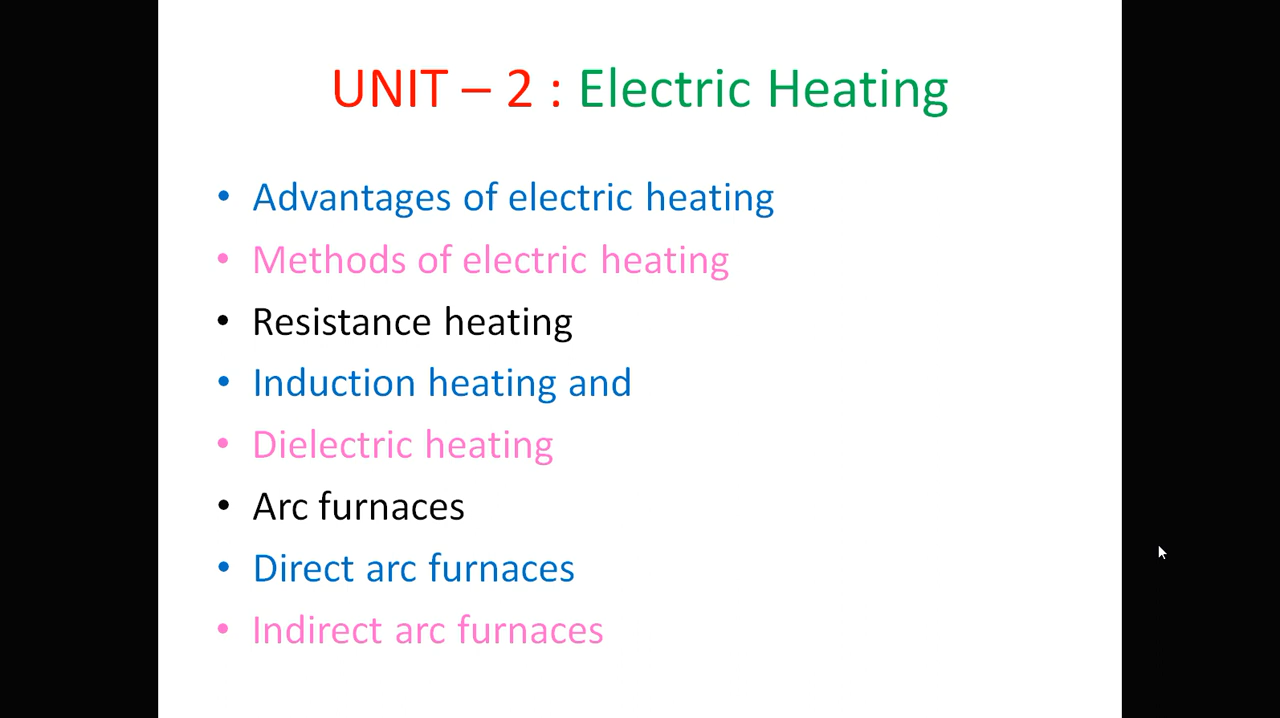 UNIT – 2 : Electric Heating
• Advantages of electric heating
• Methods of electric heating
• Resistance heating
• Induction heating and
• Dielectric heating
• Arc furnaces
• Direct arc furnaces
• Indirect arc furnaces